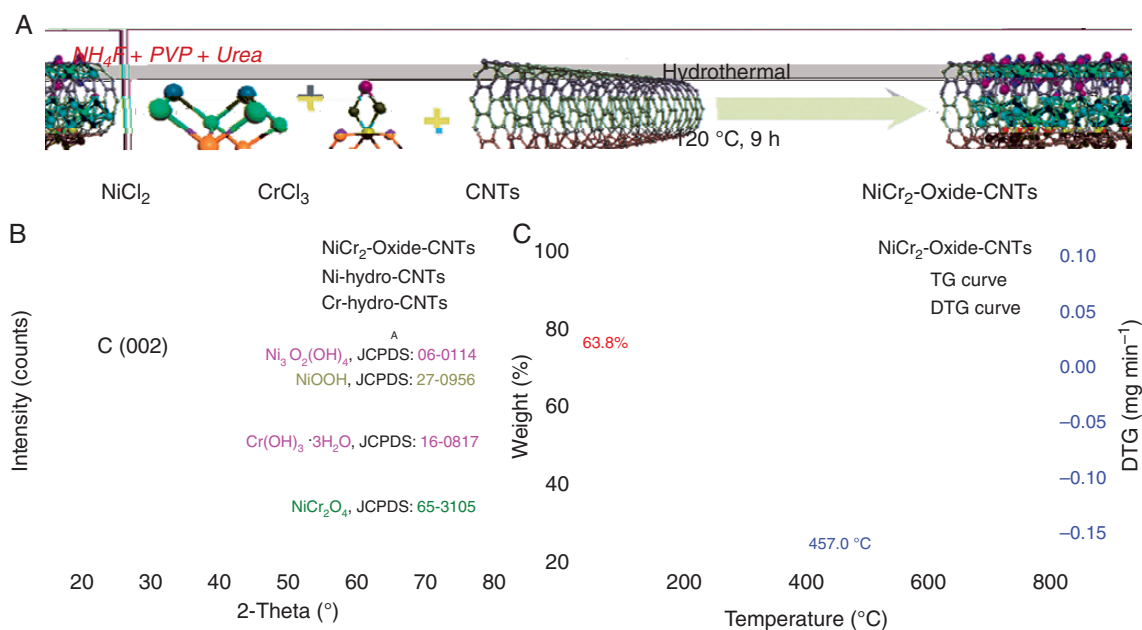 A
NH₄F + PVP + Urea
Hydrothermal
120 °C, 9 h
NiCl₂
CrCl₃
CNTs
NiCr₂-Oxide-CNTs
B
NiCr₂-Oxide-CNTs
Ni-hydro-CNTs
Cr-hydro-CNTs
A
C (002)
Ni₃O₂(OH)₄, JCPDS: 06-0114
NiOOH, JCPDS: 27-0956
Cr(OH)₃ ·3H₂O, JCPDS: 16-0817
NiCr₂O₄, JCPDS: 65-3105
Intensity (counts)
20 30 40 50 60 70 80
2-Theta (°)
C
NiCr₂-Oxide-CNTs
TG curve
DTG curve
63.8%
457.0 °C
Weight (%)
100
80
60
40
20
200 400 600 800
Temperature (°C)
0.10
0.05
0.00
−0.05
−0.10
−0.15
DTG (mg min⁻¹)